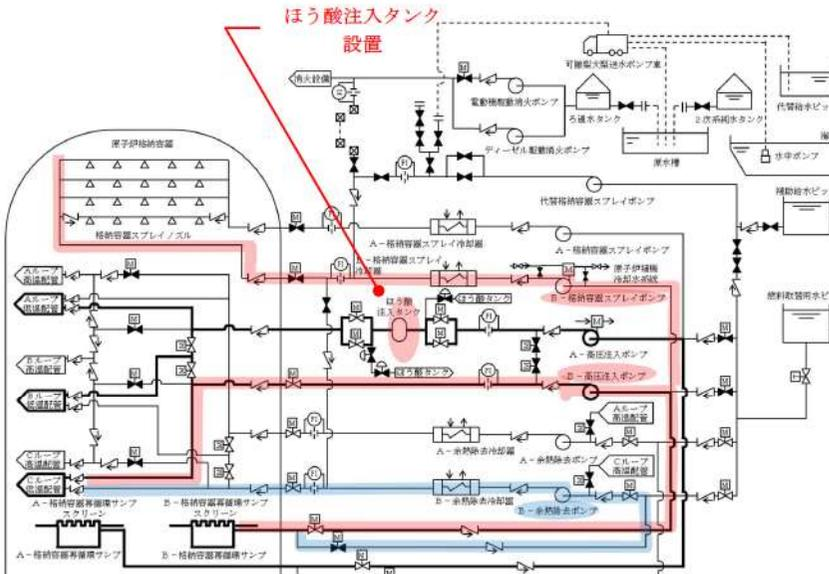 ほう酸注入タンク
設置
可搬型大型送水ポンプ車
消火設備
M
電動機駆動消火ポンプ
ろ過水タンク
2次系純水タンク
代替給水ピッ
原水槽
水中ポンプ
ディーゼル駆動消火ポンプ
原子炉格納容器
FI
代替格納容器スプレイポンプ
補助給水ピッ
格納容器スプレイノズル
A-格納容器スプレイ冷却器
A-格納容器スプレイポンプ
B-格納容器スプレイ
冷却器
原子炉補機
冷却水系統
B-格納容器スプレイポンプ
Aループ
高温配管
Aループ
低温配管
ほう酸
注入タンク
ほう酸タンク
燃料取替用水ピ
A-高圧注入ポンプ
Bループ
高温配管
ほう酸タンク
B-高圧注入ポンプ
Bループ
低温配管
Aループ
高温配管
Cループ
高温配管
A-余熱除去冷却器
A-余熱除去ポンプ
Cループ
高温配管
Cループ
低温配管
B-余熱除去冷却器
B-余熱除去ポンプ
A-格納容器再循環サンプ
スクリーン
B-格納容器再循環サンプ
スクリーン
A-格納容器再循環サンプ
B-格納容器再循環サンプ